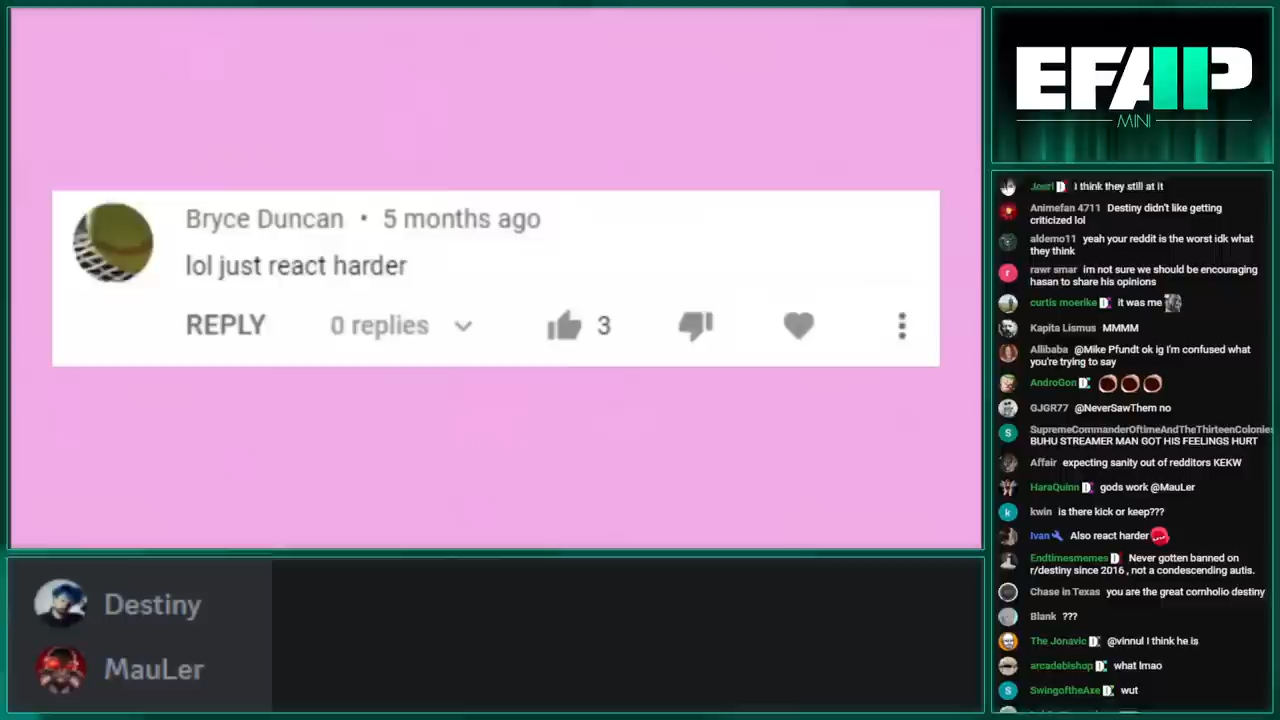 Bryce Duncan • 5 months ago
lol just react harder
REPLY 0 replies 3
Destiny
MauLer
EFAP
MINI
Jouri I think they still at it
Animefan 4711 Destiny didn't like getting
criticized lol
aldemo11 yeah your reddit is the worst idk what
they think
rawr smar im not sure we should be encouraging
hasan to share his opinions
curtis moerike it was me
Kapita Lismus MMMM
Allibaba @Mike Pfundt ok ig I'm confused what
you're trying to say
AndroGon
GJGR77 @NeverSawThem no
SupremeCommanderOftimeAndTheThirteenColonies
BUHU STREAMER MAN GOT HIS FEELINGS HURT
Affair expecting sanity out of redditors KEKW
HaraQuinn gods work @MauLer
kwin is there kick or keep???
Ivan Also react harder
Endtimesmemes Never gotten banned on
r/destiny since 2016 , not a condescending autis.
Chase in Texas you are the great cornholio destiny
Blank ???
The Jonavic @vinnul I think he is
arcadebishop what lmao
SwingoftheAxe wut